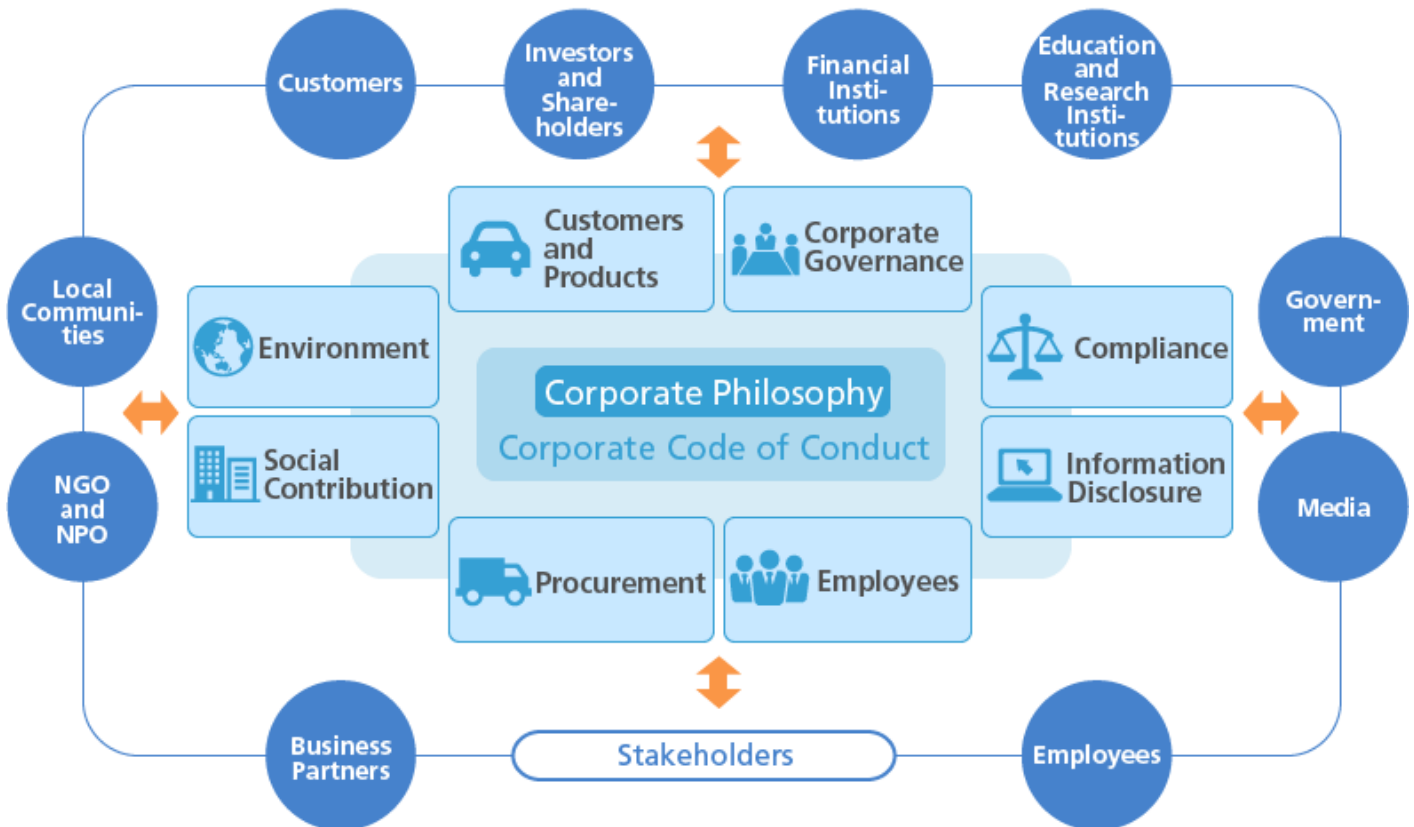 Customers
Investors
and
Share-
holders
Financial
Insti-
tutions
Education
and
Research
Insti-
tutions
Customers
and
Products
Corporate
Governance
Local
Communi-
ties
Govern-
ment
Environment
Compliance
Corporate Philosophy
Corporate Code of Conduct
Social
Contribution
Information
Disclosure
NGO
and
NPO
Media
Procurement
Employees
Business
Partners
Stakeholders
Employees